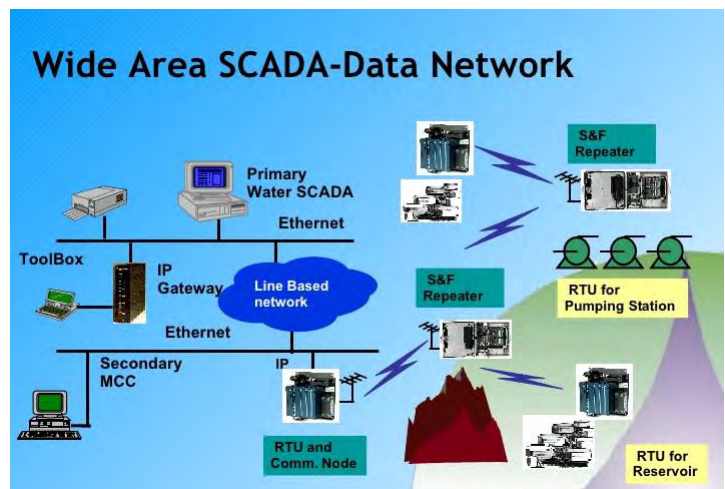 Wide Area SCADA-Data Network
S&F
Repeater
Primary
Water SCADA
Ethernet
ToolBox
IP
Gateway
Line Based
network
S&F
Repeater
RTU for
Pumping Station
Ethernet
Secondary
MCC
IP
RTU and
Comm. Node
RTU for
Reservoir